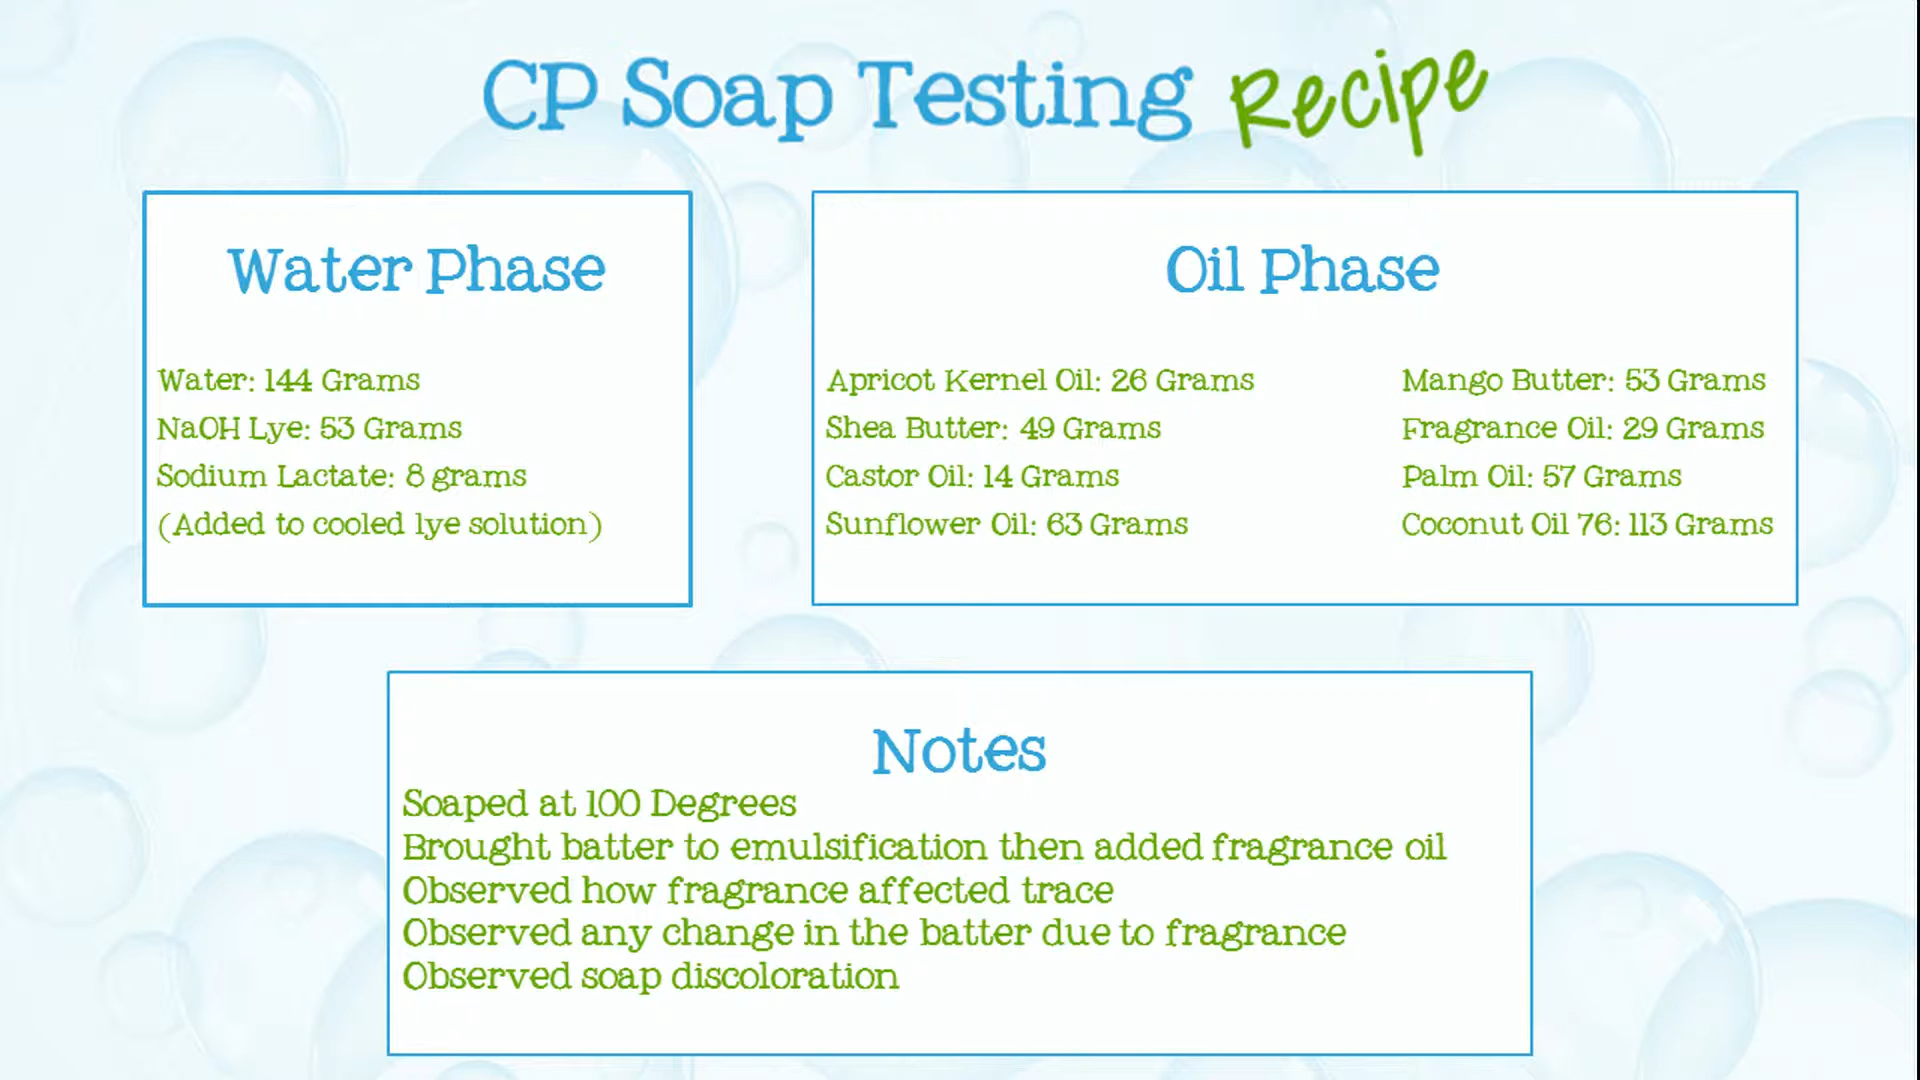 CP Soap Testing Recipe
Water Phase
Water: 144 Grams
NaOH Lye: 53 Grams
Sodium Lactate: 8 grams
(Added to cooled lye solution)
Oil Phase
Apricot Kernel Oil: 26 Grams
Shea Butter: 49 Grams
Castor Oil: 14 Grams
Sunflower Oil: 63 Grams
Mango Butter: 53 Grams
Fragrance Oil: 29 Grams
Palm Oil: 57 Grams
Coconut Oil 76: 113 Grams
Notes
Soaped at 100 Degrees
Brought batter to emulsification then added fragrance oil
Observed how fragrance affected trace
Observed any change in the batter due to fragrance
Observed soap discoloration